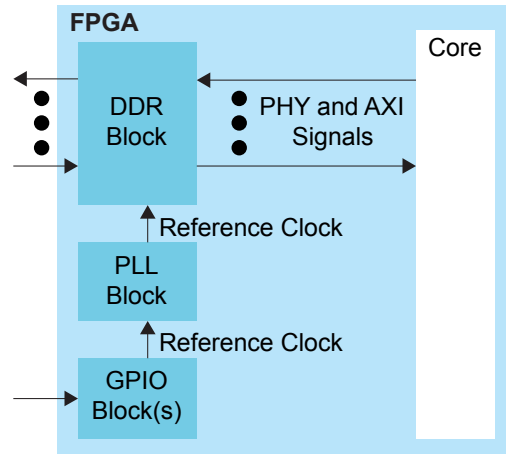 FPGA
Core
DDR
Block
PHY and AXI
Signals
Reference Clock
PLL
Block
Reference Clock
GPIO
Block(s)